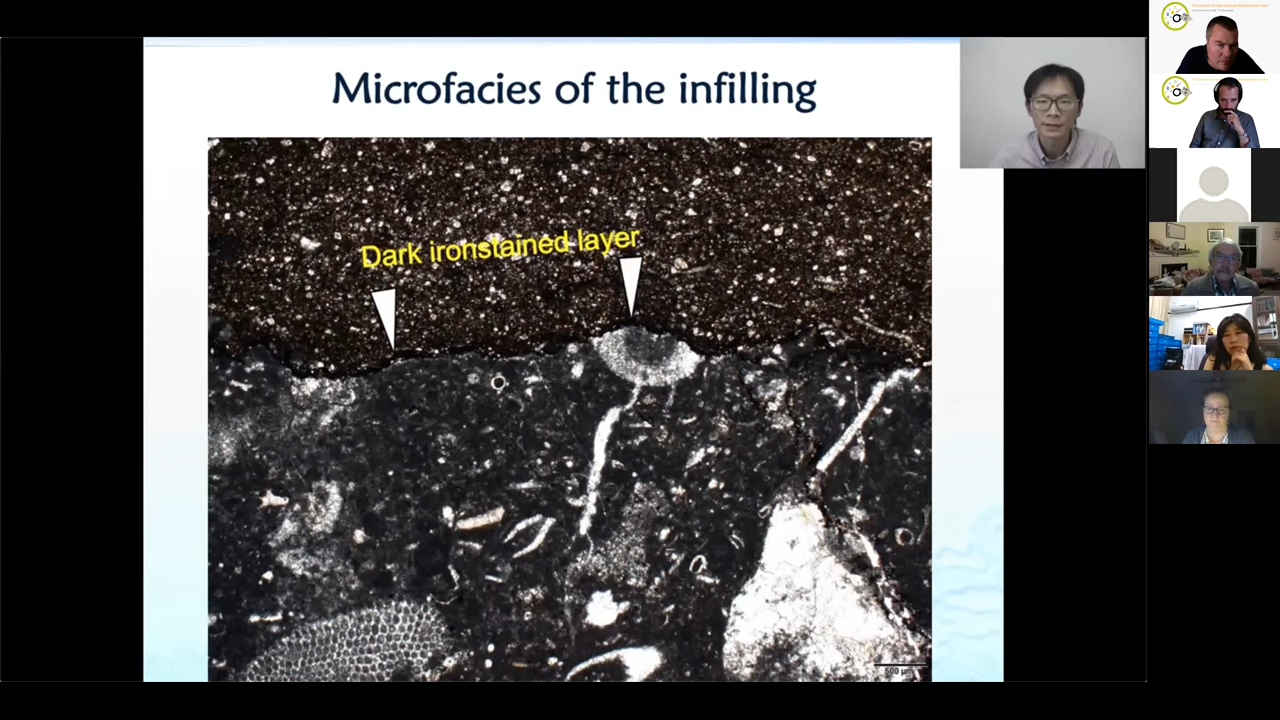 Microfacies of the infilling
Dark ironstained layer
500 µm